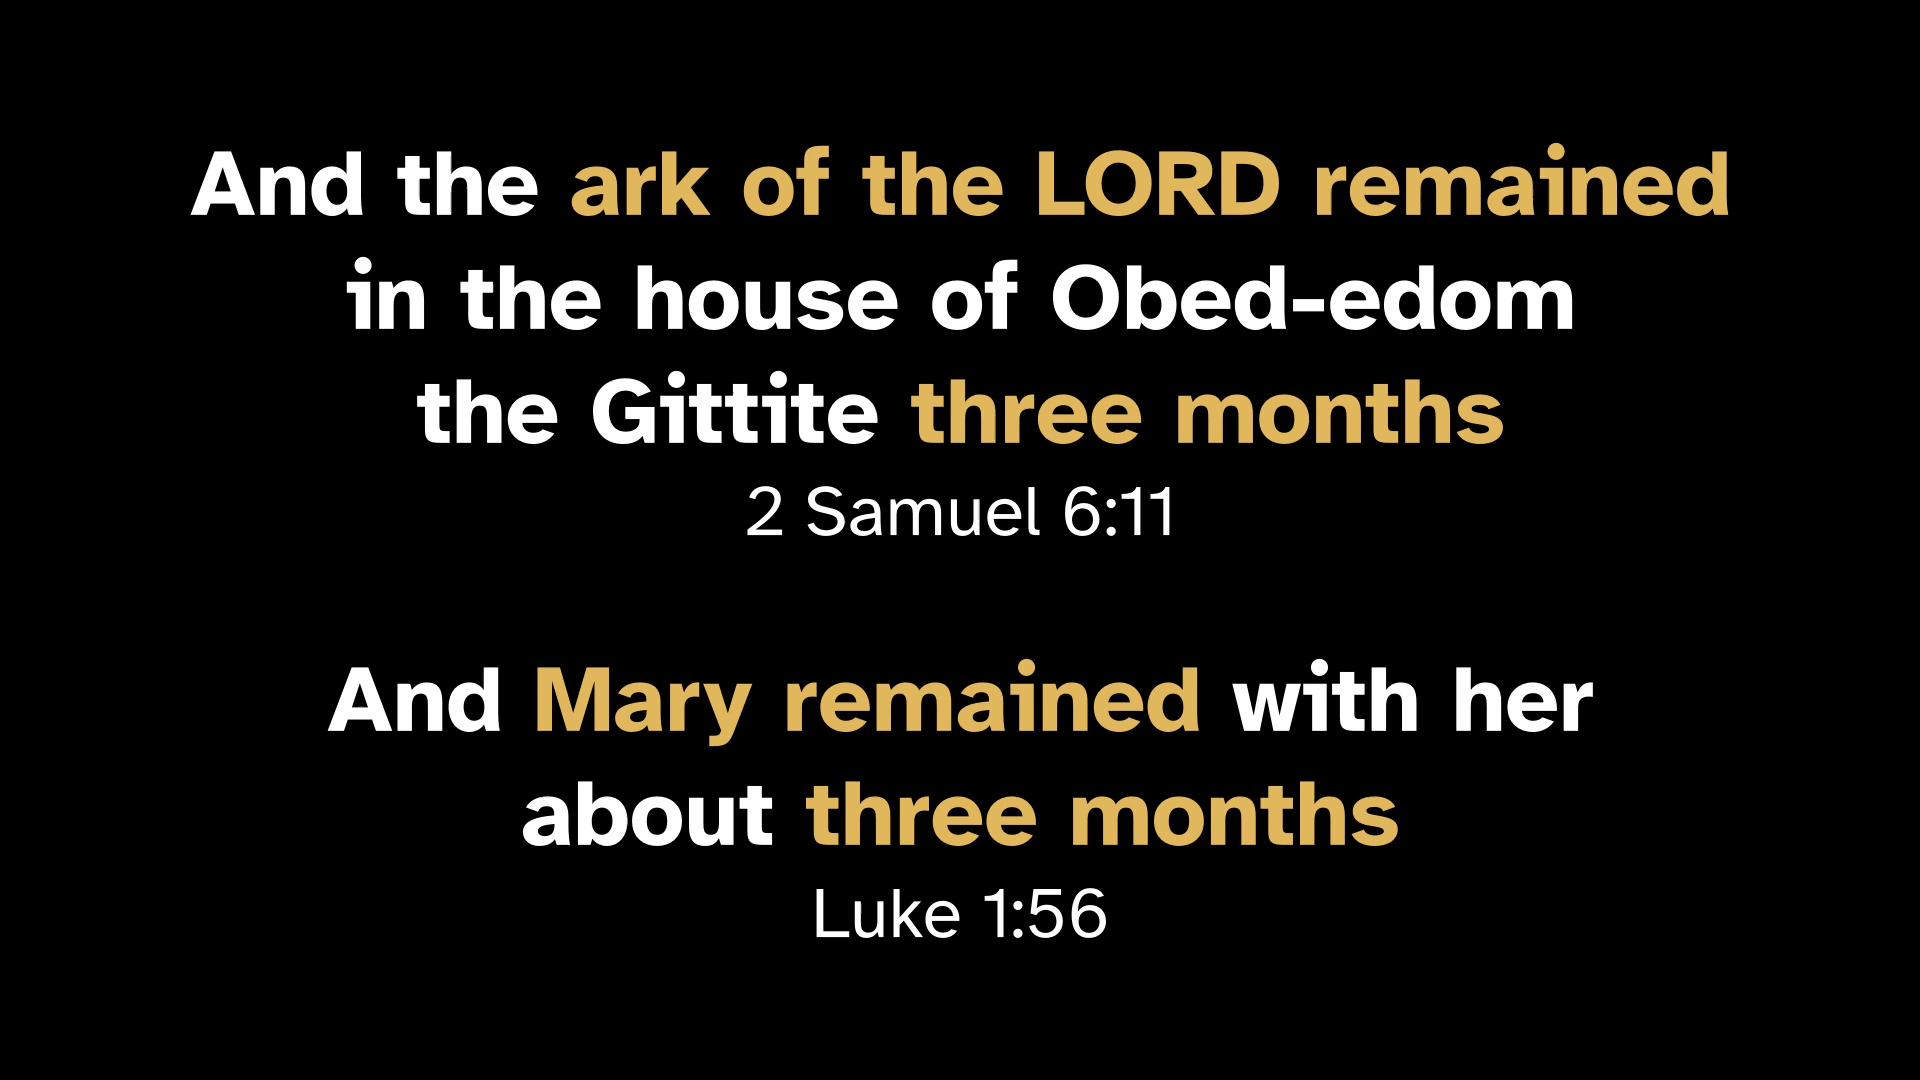 And the ark of the LORD remained
in the house of Obed-edom
the Gittite three months
2 Samuel 6:11
And Mary remained with her
about three months
Luke 1:56